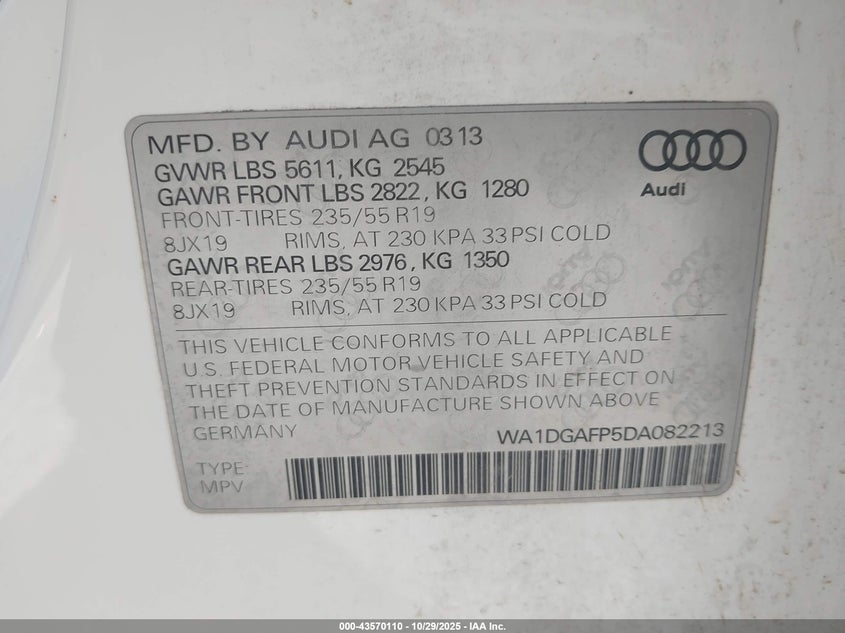 MFD. BY AUDI AG 0313
GVWR LBS 5611, KG 2545
GAWR FRONT LBS 2822, KG 1280
FRONT-TIRES 235/55 R19
8JX19 RIMS, AT 230 KPA 33 PSI COLD
GAWR REAR LBS 2976, KG 1350
REAR-TIRES 235/55 R19
8JX19 RIMS, AT 230 KPA 33 PSI COLD
Audi
THIS VEHICLE CONFORMS TO ALL APPLICABLE
U.S. FEDERAL MOTOR VEHICLE SAFETY AND
THEFT PREVENTION STANDARDS IN EFFECT ON
THE DATE OF MANUFACTURE SHOWN ABOVE
GERMANY WA1DGAFP5DA082213
TYPE:
MPV
000-43570110 - 10/29/2025 - IAA Inc.